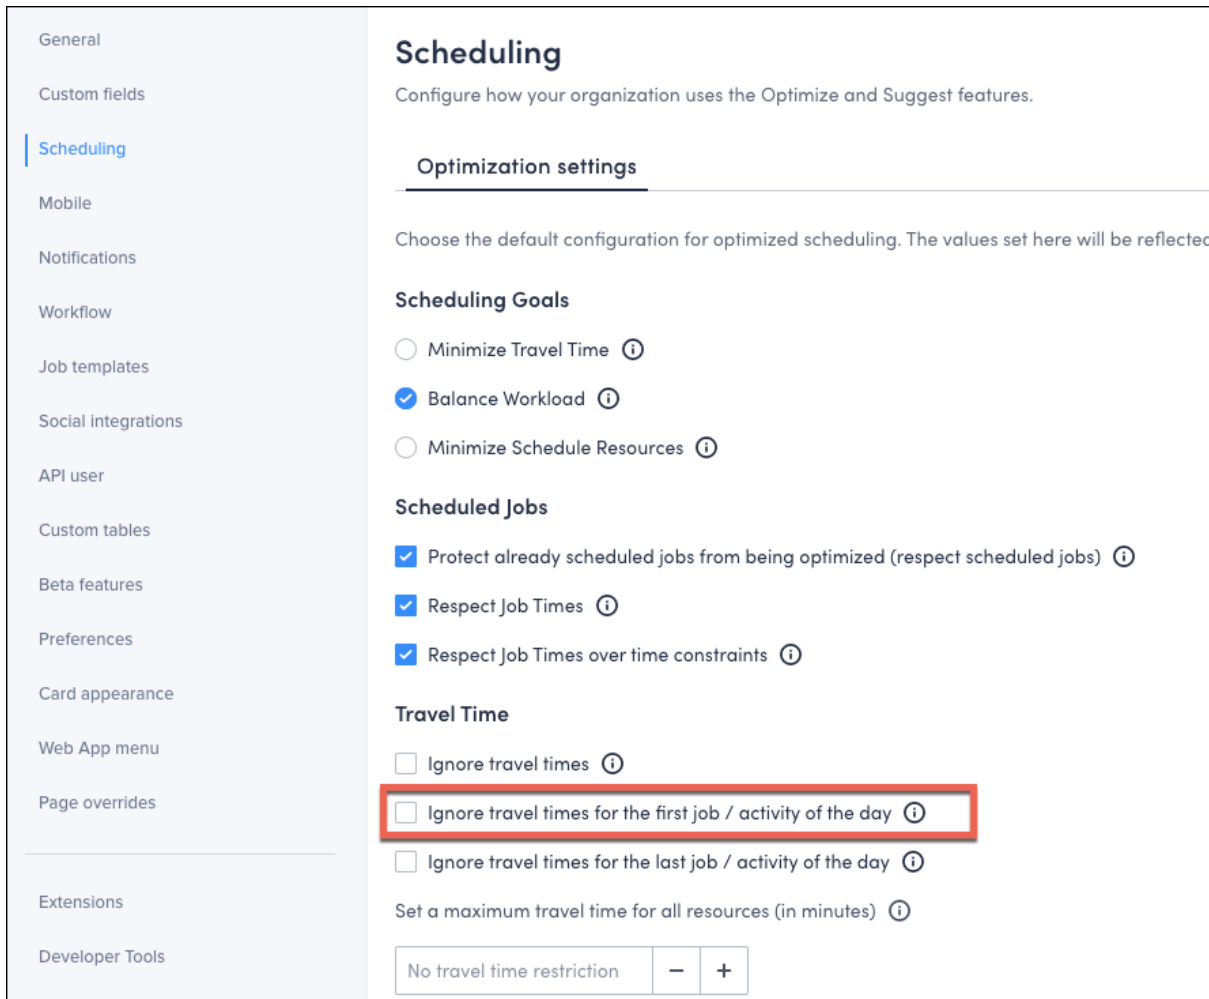 General
Custom fields
Scheduling
Mobile
Notifications
Workflow
Job templates
Social integrations
API user
Custom tables
Beta features
Preferences
Card appearance
Web App menu
Page overrides
Extensions
Developer Tools
Scheduling
Configure how your organization uses the Optimize and Suggest features.
Optimization settings
Choose the default configuration for optimized scheduling. The values set here will be reflected
Scheduling Goals
Minimize Travel Time
Balance Workload
Minimize Schedule Resources
Scheduled Jobs
Protect already scheduled jobs from being optimized (respect scheduled jobs)
Respect Job Times
Respect Job Times over time constraints
Travel Time
Ignore travel times
Ignore travel times for the first job / activity of the day
Ignore travel times for the last job / activity of the day
Set a maximum travel time for all resources (in minutes)
No travel time restriction − +